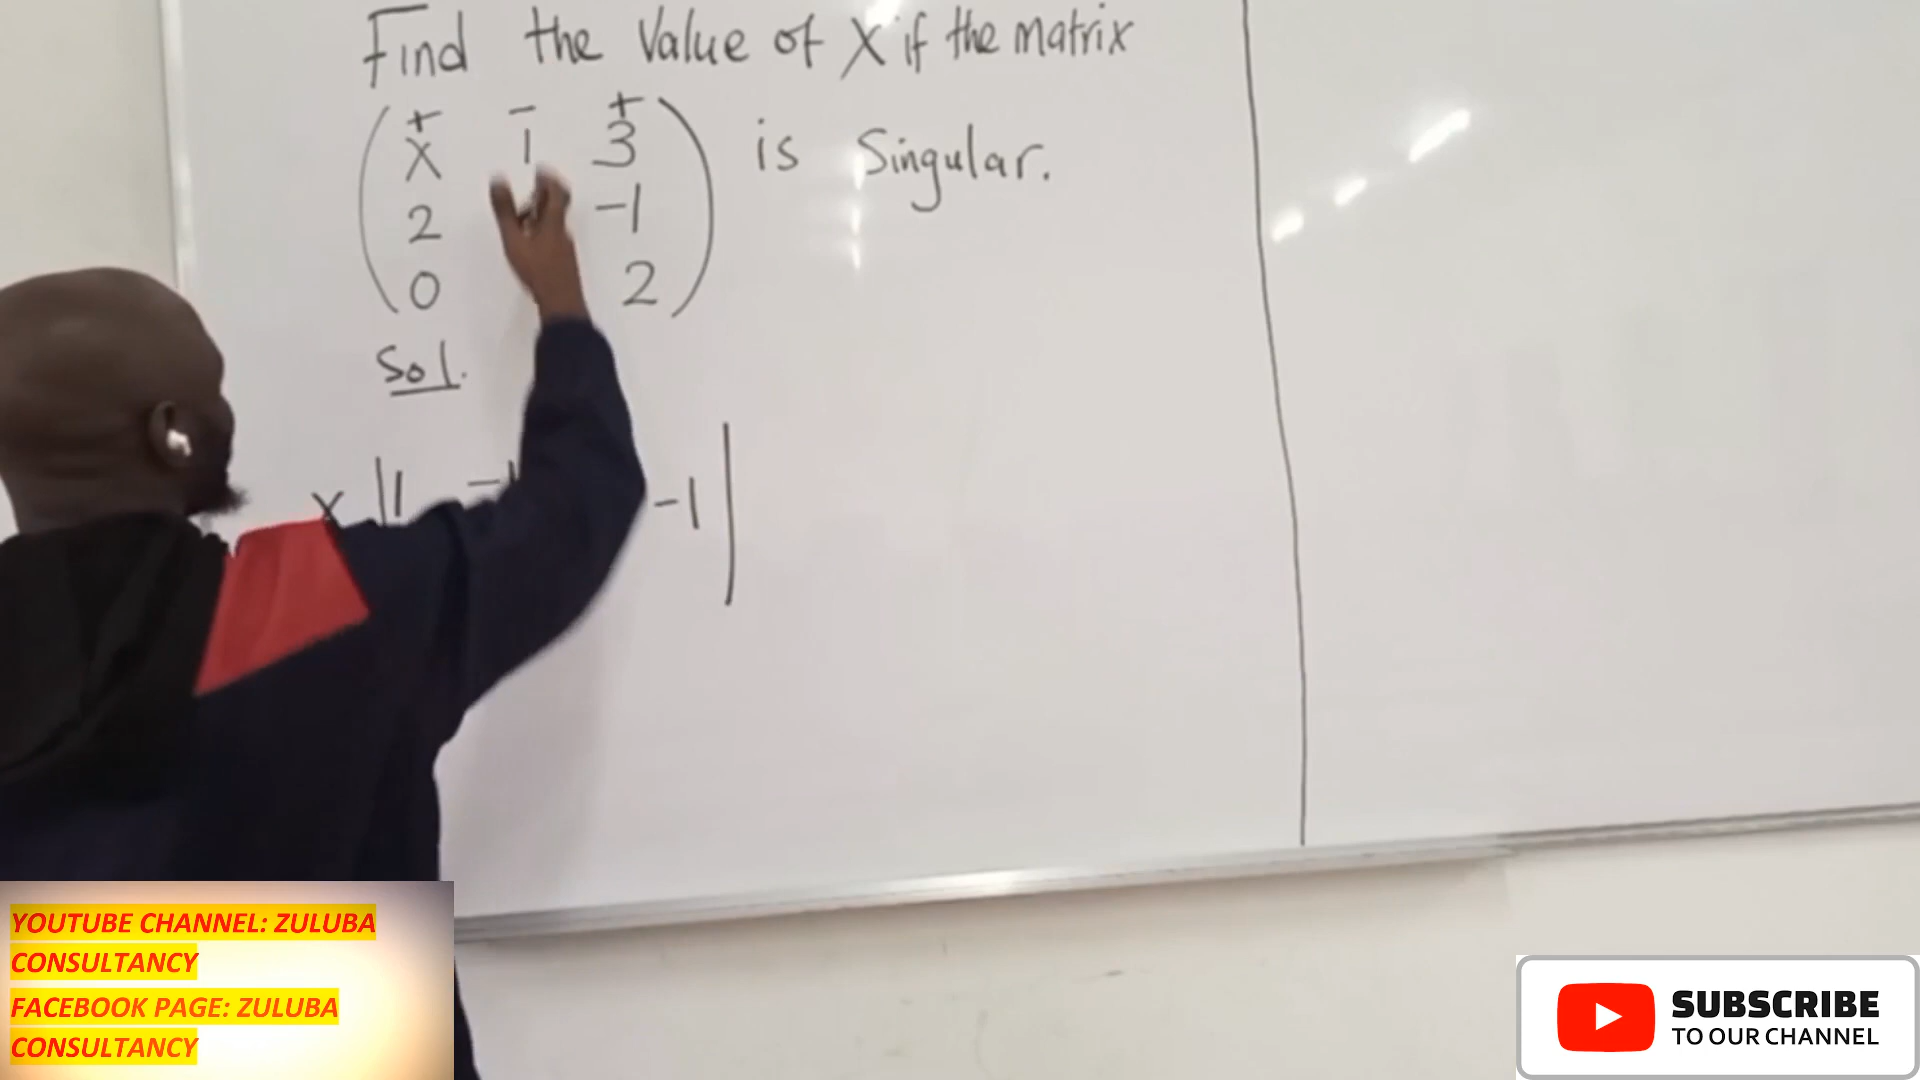 Find the Value of X if the matrix
+ - +
X 1 3 is Singular.
2 -1
0 2
Sol.
X |1 -1 -1|
YOUTUBE CHANNEL: ZULUBA
CONSULTANCY
FACEBOOK PAGE: ZULUBA
CONSULTANCY
SUBSCRIBE
TO OUR CHANNEL